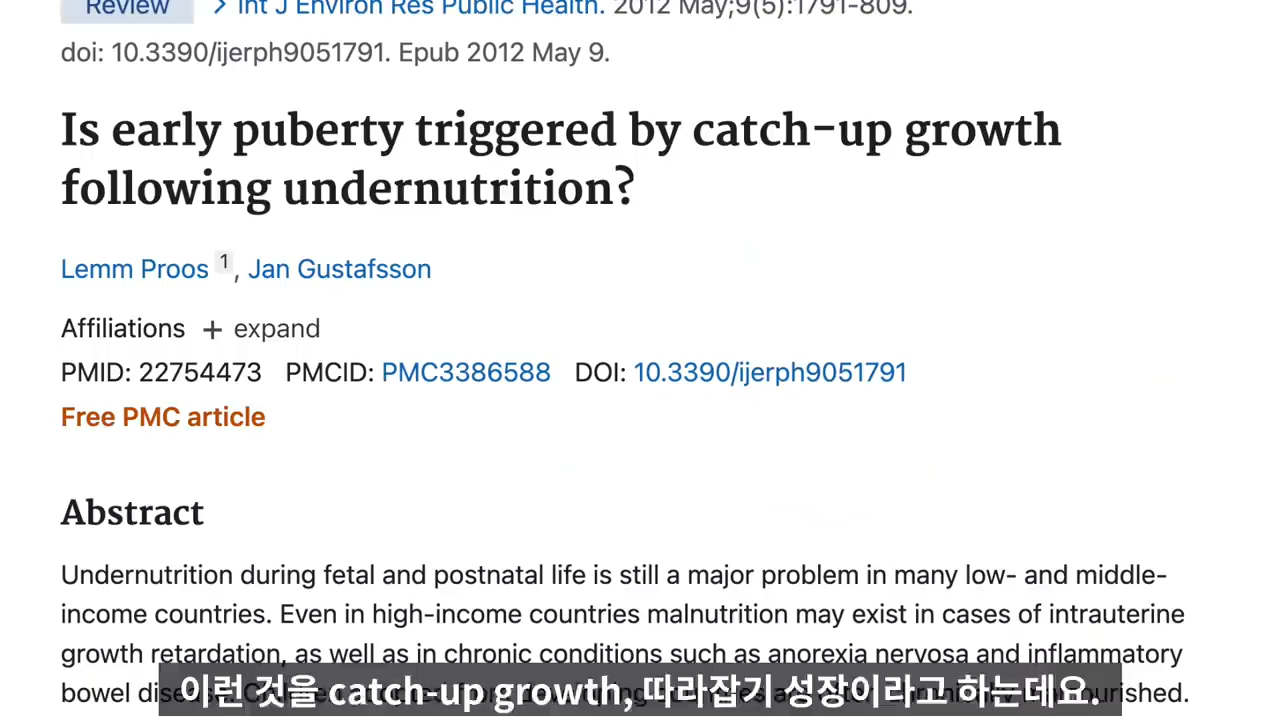 Review > Int J Environ Res Public Health. 2012 May;9(5):1791-809.
doi: 10.3390/ijerph9051791. Epub 2012 May 9.
Is early puberty triggered by catch-up growth
following undernutrition?
Lemm Proos 1, Jan Gustafsson
Affiliations + expand
PMID: 22754473 PMCID: PMC3386588 DOI: 10.3390/ijerph9051791
Free PMC article
Abstract
Undernutrition during fetal and postnatal life is still a major problem in many low- and middle-
income countries. Even in high-income countries malnutrition may exist in cases of intrauterine
growth retardation, as well as in chronic conditions such as anorexia nervosa and inflammatory
bowel
이런 것을 catch-up growth, 따라잡기 성장이라고 하는데요.